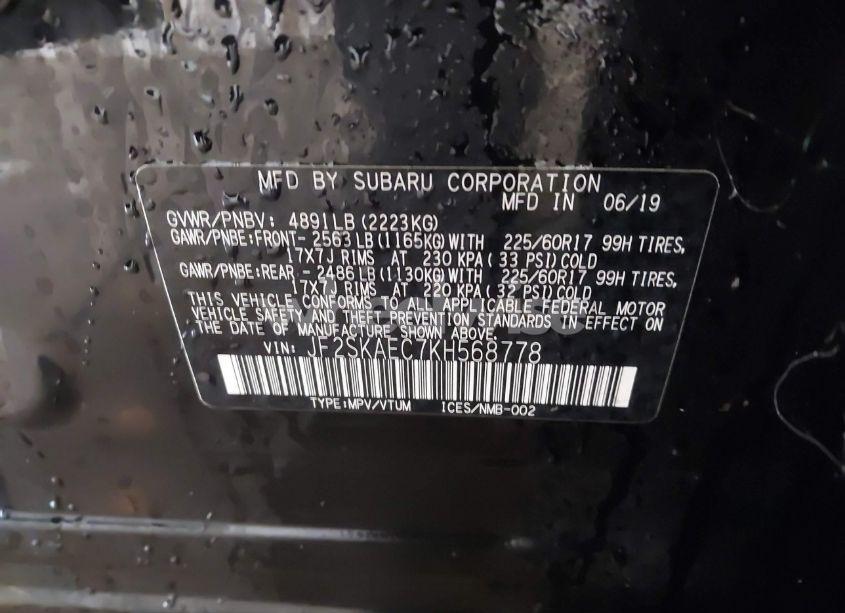 MFD BY SUBARU CORPORATION
MFD IN 06/19
GVWR/PNBV: 4891LB (2223KG)
GAWR/PNBE:FRONT- 2563 LB (1165KG) WITH 225/60R17 99H TIRES,
17X7J RIMS AT 230 KPA ( 33 PSI) COLD
GAWR/PNBE:REAR -2486 LB (1130KG) WITH 225/60R17 99H TIRES,
17X7J RIMS AT 220 KPA ( 32 PSI) COLD
THIS VEHICLE CONFORMS TO ALL APPLICABLE FEDERAL MOTOR
VEHICLE SAFETY AND THEFT PREVENTION STANDARDS IN EFFECT ON
THE DATE OF MANUFACTURE SHOWN ABOVE.
VIN: JF2SKAEC7KH568778
TYPE:MPV/VTUM ICES/NMB-002